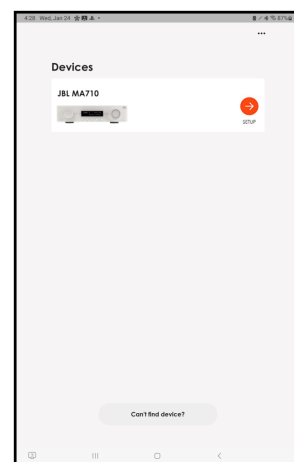 4:28 Wed, Jan 24
87%
Devices
JBL MA710
SETUP
Can't find device?